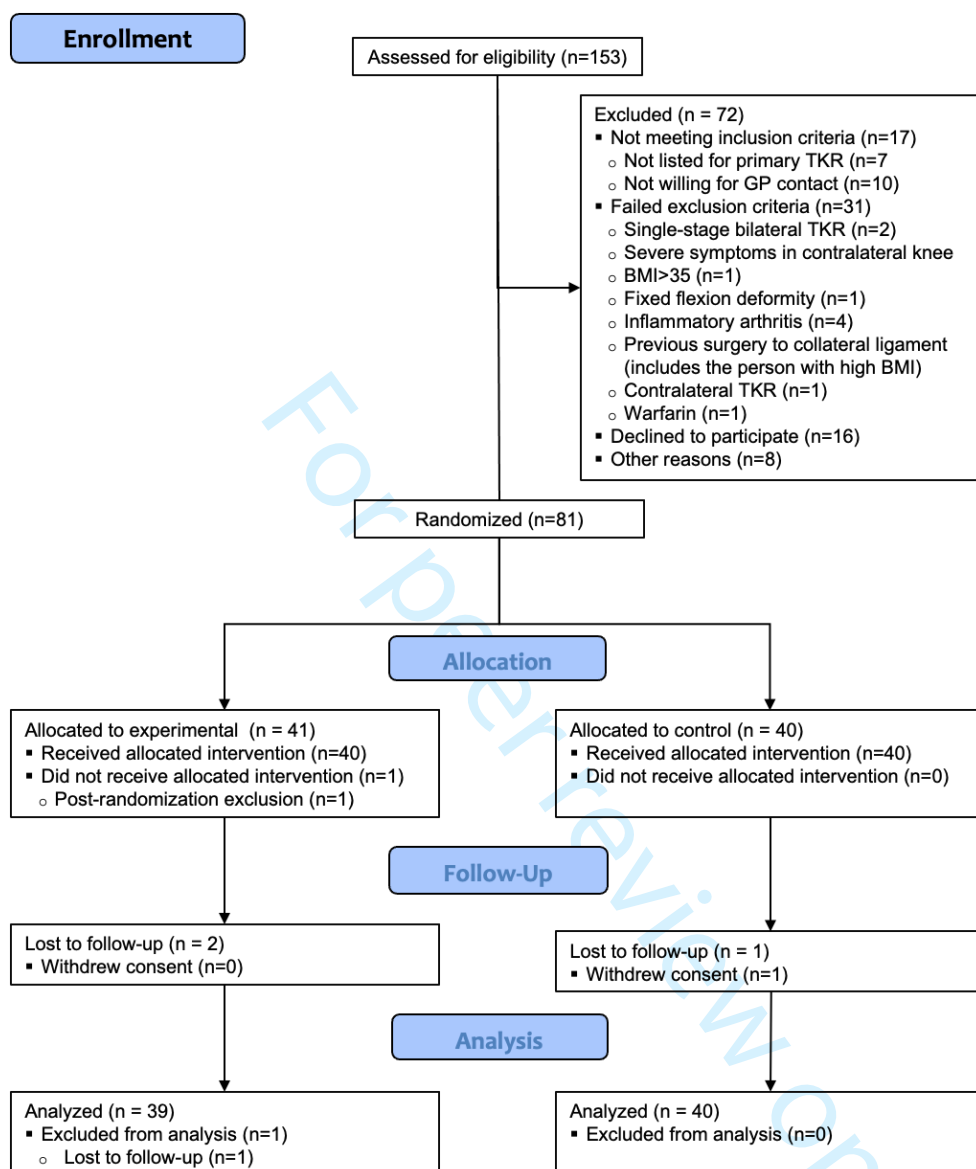 Enrollment
Assessed for eligibility (n=153)
Excluded (n = 72)
▪ Not meeting inclusion criteria (n=17)
o Not listed for primary TKR (n=7
o Not willing for GP contact (n=10)
▪ Failed exclusion criteria (n=31)
o Single-stage bilateral TKR (n=2)
o Severe symptoms in contralateral knee
o BMI>35 (n=1)
o Fixed flexion deformity (n=1)
o Inflammatory arthritis (n=4)
o Previous surgery to collateral ligament
(includes the person with high BMI)
o Contralateral TKR (n=1)
o Warfarin (n=1)
▪ Declined to participate (n=16)
▪ Other reasons (n=8)
Randomized (n=81)
Allocation
Allocated to experimental (n = 41)
▪ Received allocated intervention (n=40)
▪ Did not receive allocated intervention (n=1)
o Post-randomization exclusion (n=1)
Allocated to control (n = 40)
▪ Received allocated intervention (n=40)
▪ Did not receive allocated intervention (n=0)
Follow-Up
Lost to follow-up (n = 2)
▪ Withdrew consent (n=0)
Lost to follow-up (n = 1)
▪ Withdrew consent (n=1)
Analysis
Analyzed (n = 39)
▪ Excluded from analysis (n=1)
o Lost to follow-up (n=1)
Analyzed (n = 40)
▪ Excluded from analysis (n=0)
For peer review on